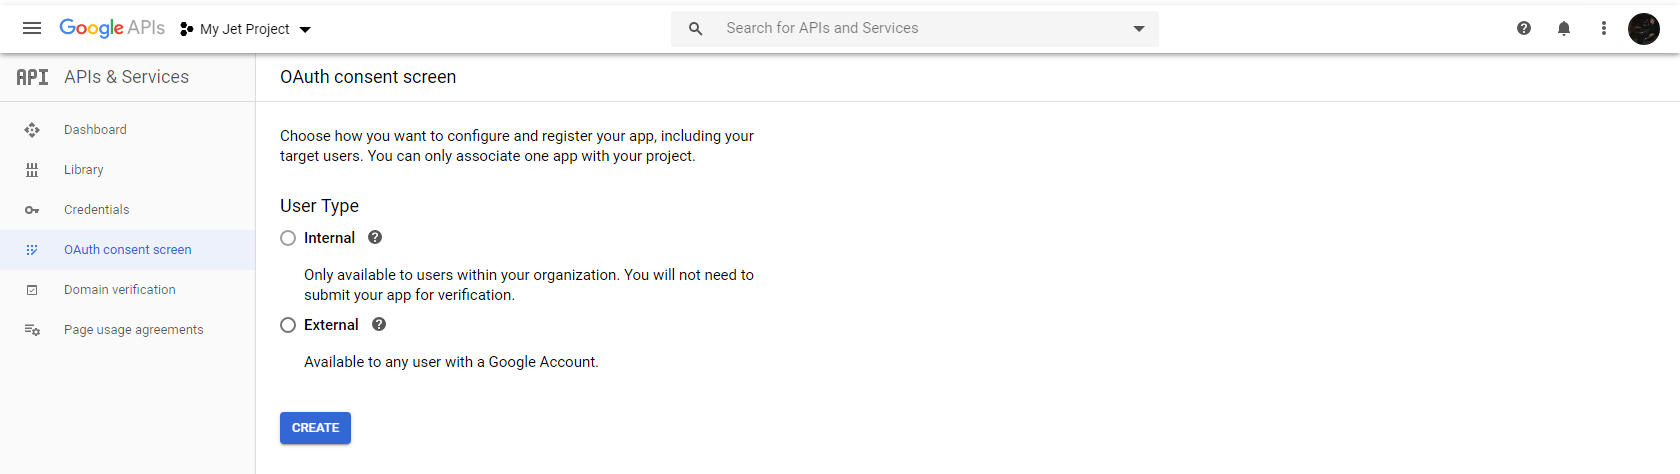 Google APIs
My Jet Project
Search for APIs and Services
API APIs & Services
OAuth consent screen
Dashboard
Library
Credentials
OAuth consent screen
Domain verification
Page usage agreements
Choose how you want to configure and register your app, including your
target users. You can only associate one app with your project.
User Type
Internal
Only available to users within your organization. You will not need to
submit your app for verification.
External
Available to any user with a Google Account.
CREATE